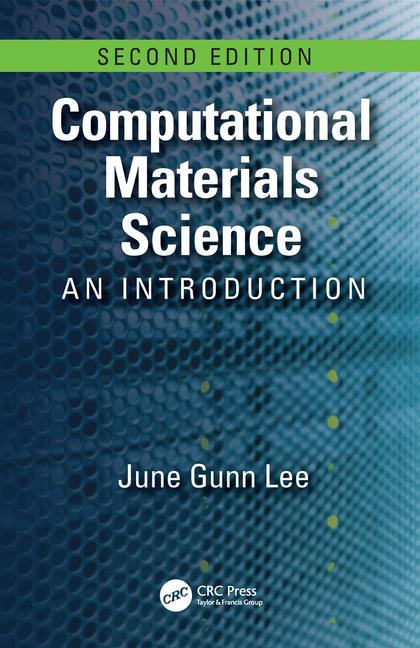 SECOND EDITION
Computational
Materials
Science
AN INTRODUCTION
June Gunn Lee
CRC
CRC Press
Taylor & Francis Group